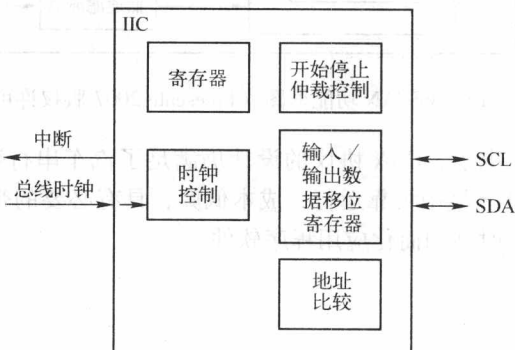 IIC
寄存器
开始停止
仲裁控制
中断
总线时钟
时钟
控制
输入／
输出数
据移位
寄存器
SCL
SDA
地址
比较